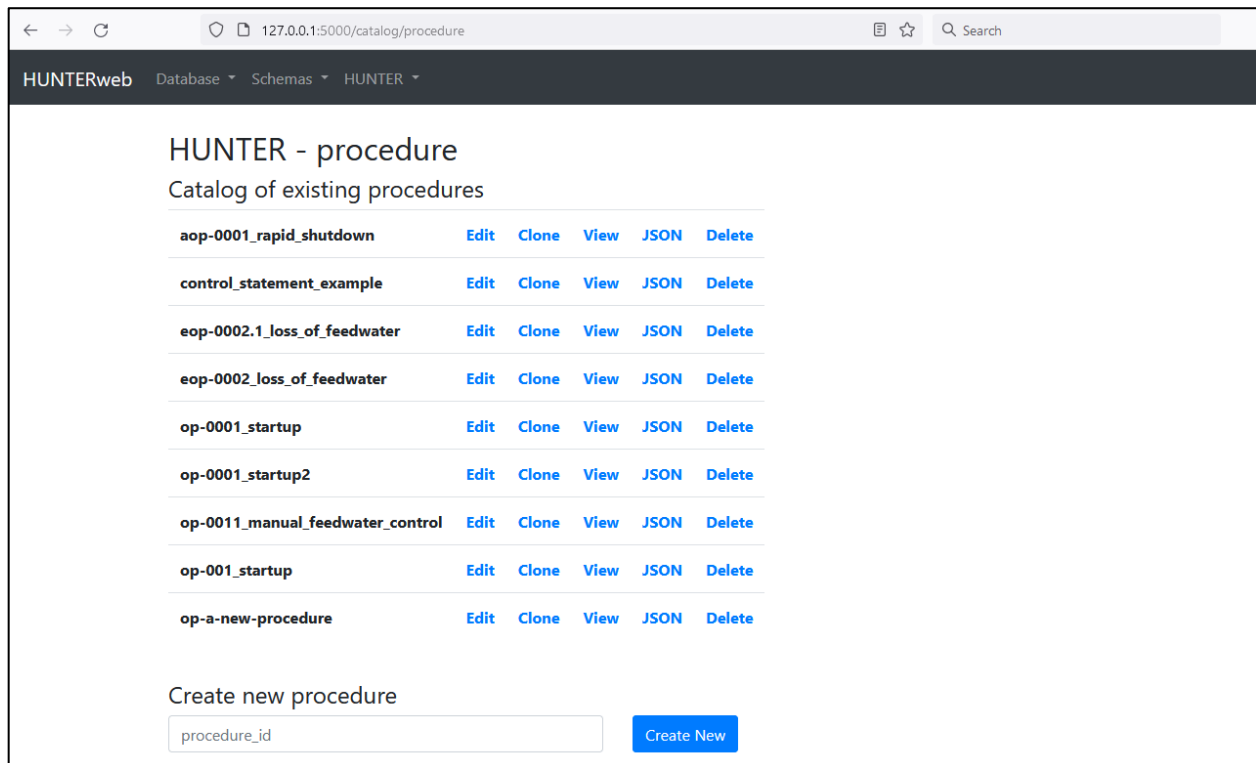 127.0.0.1:5000/catalog/procedure Search
HUNTERweb Database Schemas HUNTER
HUNTER - procedure
Catalog of existing procedures
aop-0001_rapid_shutdown Edit Clone View JSON Delete
control_statement_example Edit Clone View JSON Delete
eop-0002.1_loss_of_feedwater Edit Clone View JSON Delete
eop-0002_loss_of_feedwater Edit Clone View JSON Delete
op-0001_startup Edit Clone View JSON Delete
op-0001_startup2 Edit Clone View JSON Delete
op-0011_manual_feedwater_control Edit Clone View JSON Delete
op-001_startup Edit Clone View JSON Delete
op-a-new-procedure Edit Clone View JSON Delete
Create new procedure
procedure_id Create New